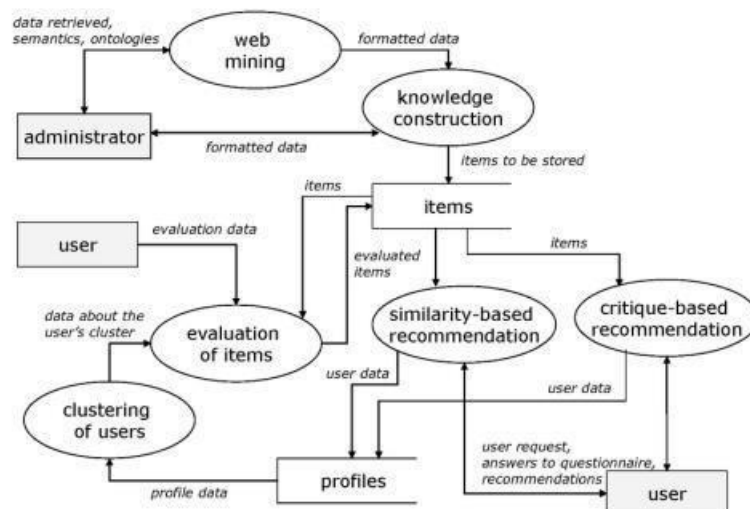 data retrieved,
semantics, ontologies
web
mining
formatted data
knowledge
construction
administrator
formatted data
items to be stored
items
items
user
evaluation data
evaluated
items
items
similarity-based
recommendation
critique-based
recommendation
data about the
user's cluster
evaluation
of items
user data
user data
clustering
of users
user request,
answers to questionnaire,
recommendations
profile data
profiles
user